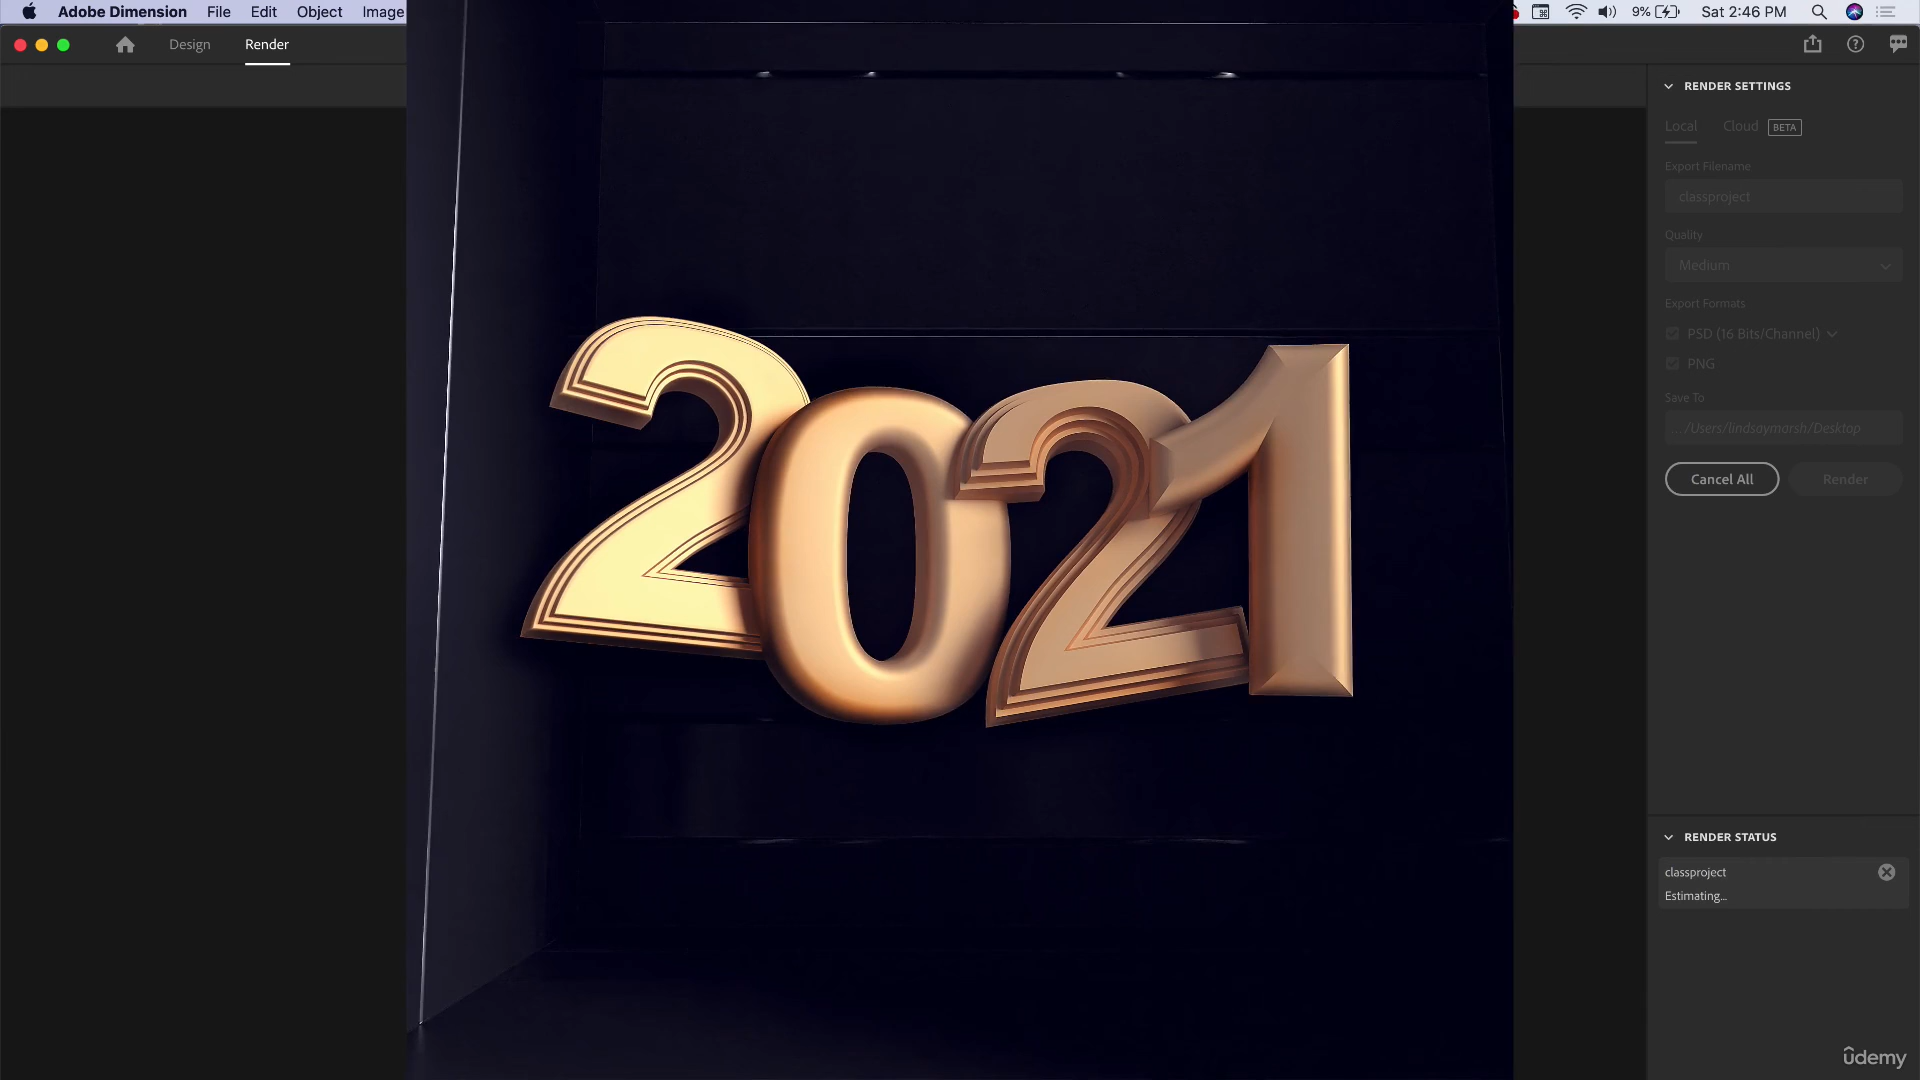 Adobe Dimension File Edit Object Image 9% Sat 2:46 PM
Design Render
RENDER SETTINGS
Local Cloud BETA
Export Filename
classproject
Quality
Medium
Export Formats
PSD (16 Bits/Channel)
PNG
Save To
.../Users/lindsaymarsh/Desktop
Cancel All Render
2021
RENDER STATUS
classproject
Estimating...
udemy